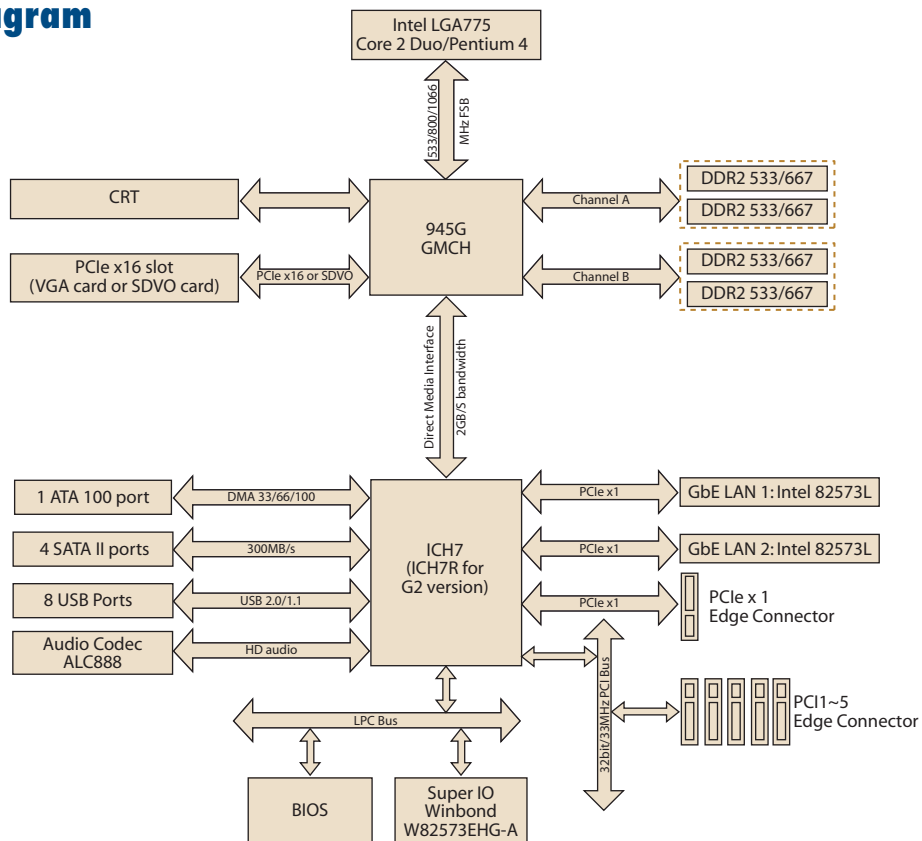 agram
Intel LGA775
Core 2 Duo/Pentium 4
533/800/1066
MHz FSB
CRT
945G
GMCH
Channel A
DDR2 533/667
DDR2 533/667
PCIe x16 slot
(VGA card or SDVO card)
PCIe x16 or SDVO
Channel B
DDR2 533/667
DDR2 533/667
Direct Media Interface
2GB/S bandwidth
1 ATA 100 port
DMA 33/66/100
4 SATA II ports
300MB/s
8 USB Ports
USB 2.0/1.1
Audio Codec
ALC888
HD audio
ICH7
(ICH7R for
G2 version)
PCIe x1
GbE LAN 1: Intel 82573L
PCIe x1
GbE LAN 2: Intel 82573L
PCIe x1
PCIe x 1
Edge Connector
32bit/33MHz PCI Bus
PCI1~5
Edge Connector
LPC Bus
BIOS
Super IO
Winbond
W82573EHG-A